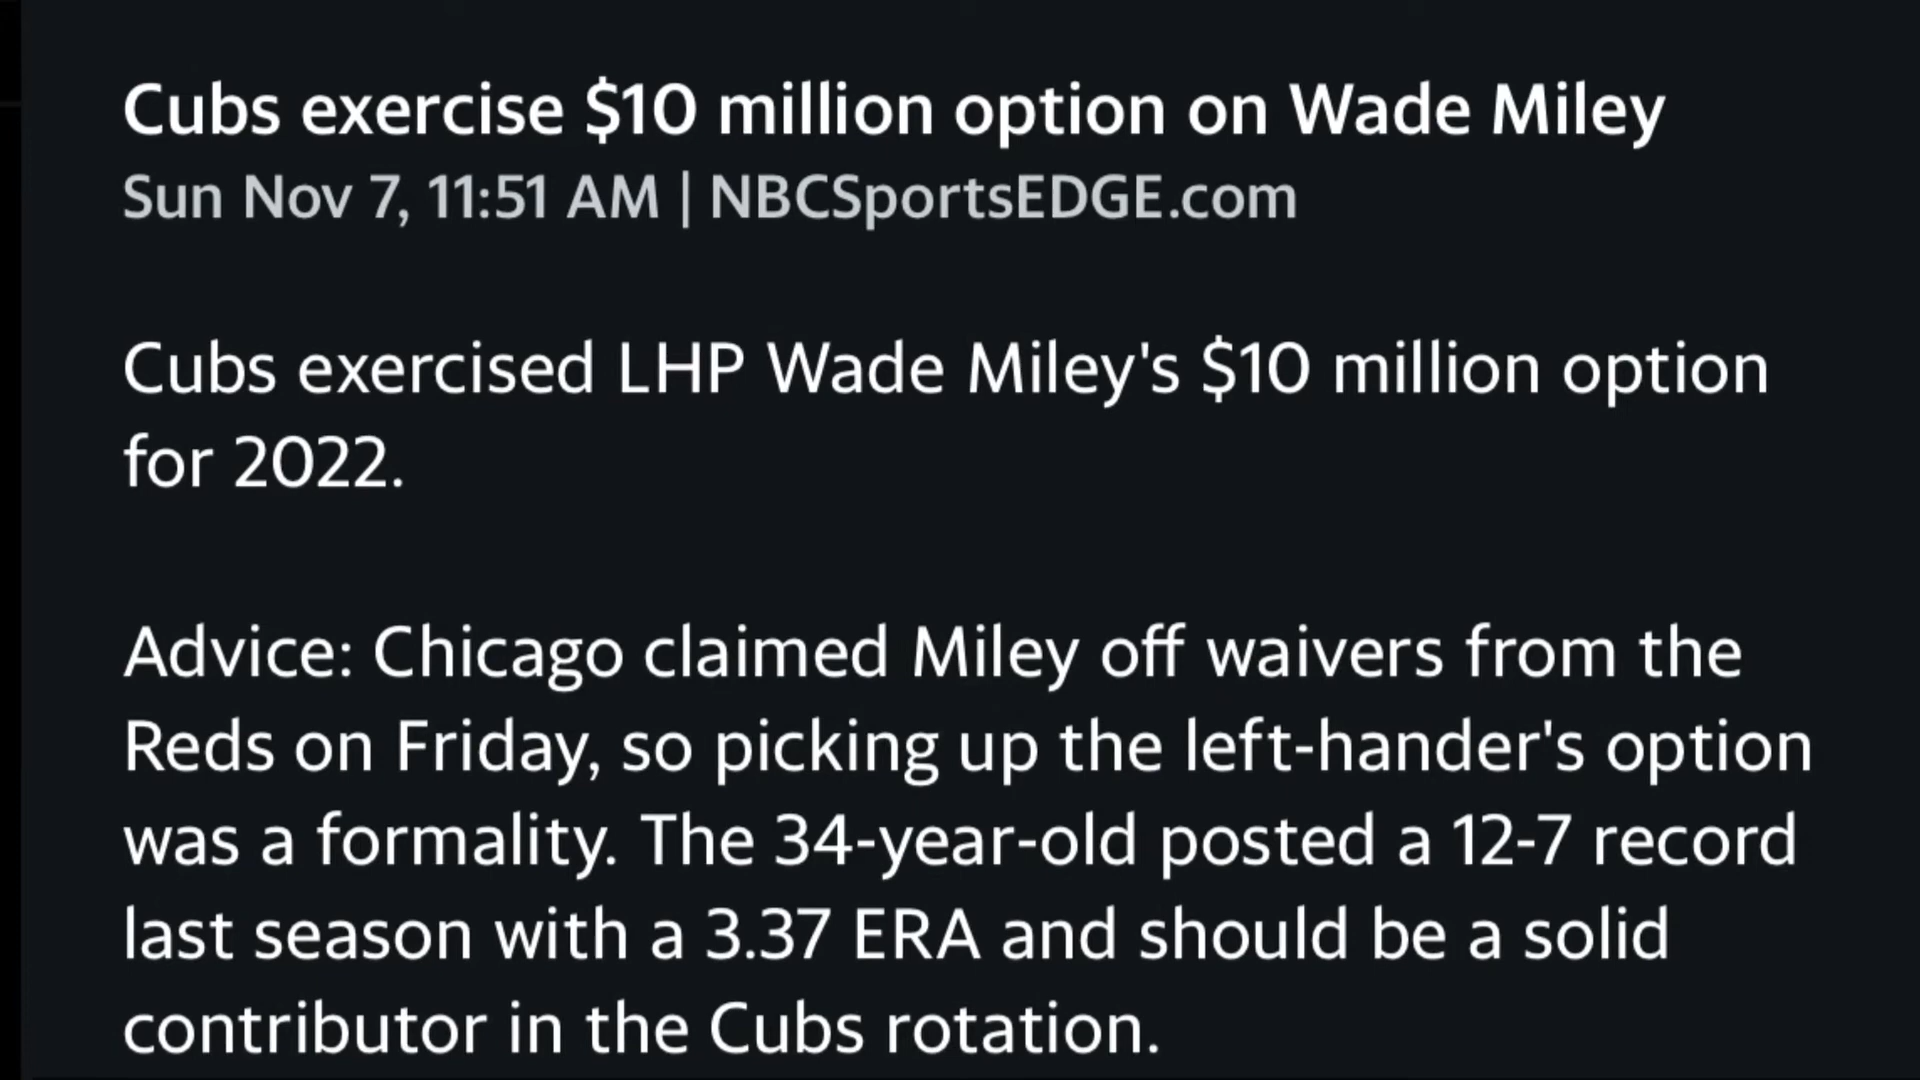 Cubs exercise $10 million option on Wade Miley
Sun Nov 7, 11:51 AM | NBCSportsEDGE.com
Cubs exercised LHP Wade Miley's $10 million option
for 2022.
Advice: Chicago claimed Miley off waivers from the
Reds on Friday, so picking up the left-hander's option
was a formality. The 34-year-old posted a 12-7 record
last season with a 3.37 ERA and should be a solid
contributor in the Cubs rotation.